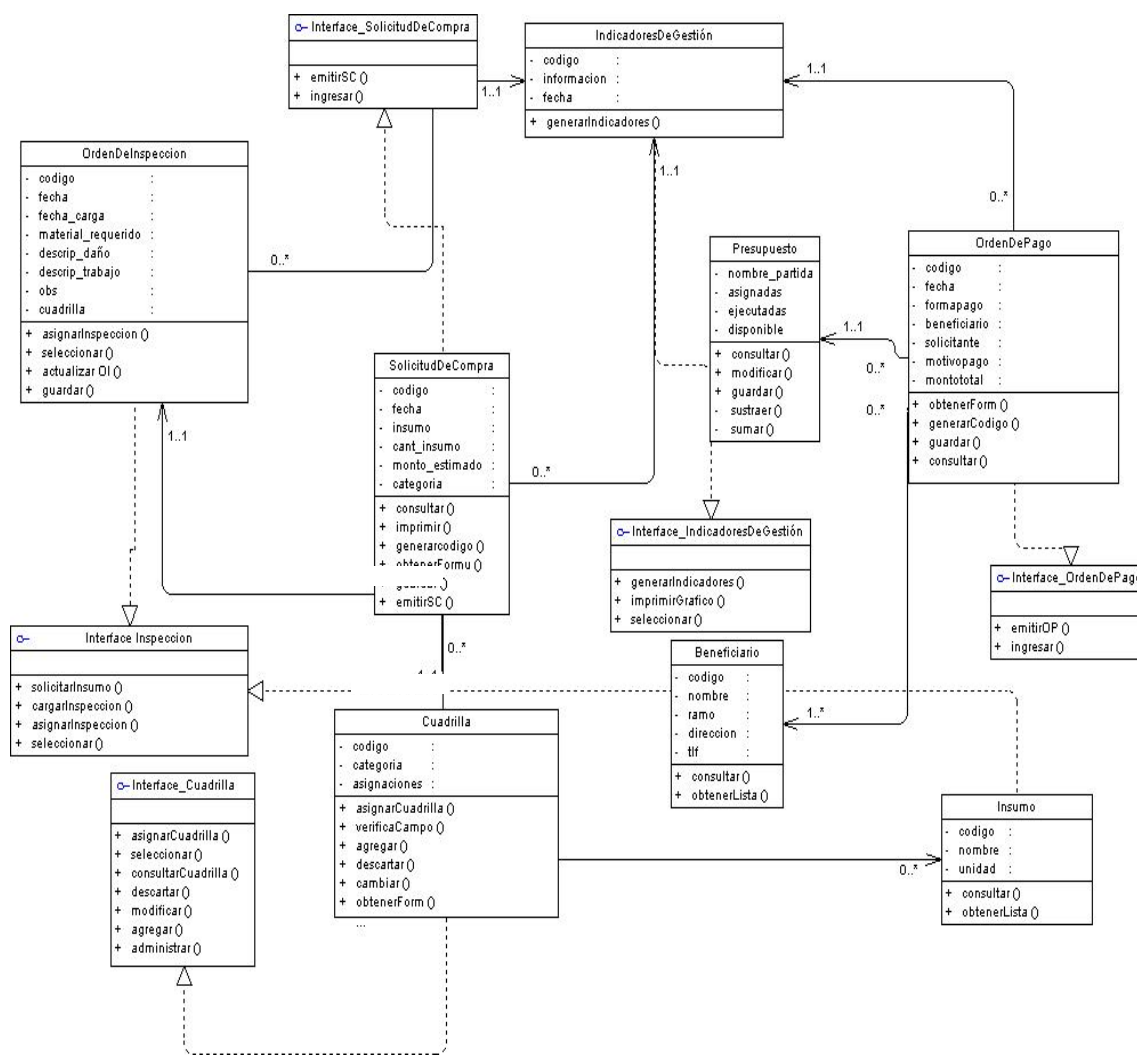 Interface_SolicitudDeCompra
+ emitirSC ()
+ ingresar ()
IndicadoresDeGestión
- codigo :
- informacion :
- fecha :
+ generarIndicadores ()
1..1
1..1
1..1
0..*
0..*
OrdenDeInspeccion
- codigo :
- fecha :
- fecha_carga :
- material_requerido :
- descrip_daño :
- descrip_trabajo :
- obs :
- cuadrilla :
+ asignarInspeccion ()
+ seleccionar ()
+ actualizar OI ()
+ guardar ()
1..1
SolicitudDeCompra
- codigo :
- fecha :
- insumo :
- cant_insumo :
- monto_estimado :
- categoria :
+ consultar ()
+ imprimir ()
+ generarcodigo ()
+ obtenerFormu
+ emitirSC ()
0..*
0..*
Presupuesto
- nombre_partida
- asignadas
- ejecutadas
- disponible
+ consultar ()
+ modificar ()
+ guardar ()
- sustraer ()
- sumar ()
1..1
0..*
0..*
OrdenDePago
- codigo :
- fecha :
- formapago :
- beneficiario :
- solicitante :
- motivopago :
- montototal :
+ obtenerForm ()
+ generarCodigo ()
+ guardar ()
+ consultar ()
Interface_IndicadoresDeGestión
+ generarIndicadores ()
+ imprimirGrafico ()
+ seleccionar ()
Interface_OrdenDePago
+ emitirOP ()
+ ingresar ()
Interface Inspeccion
+ solicitarInsumo ()
+ cargarInspeccion ()
+ asignarInspeccion ()
+ seleccionar ()
Beneficiario
- codigo :
- nombre :
- ramo :
- direccion :
- tlf :
+ consultar ()
+ obtenerLista ()
1..*
Cuadrilla
- codigo :
- categoria :
- asignaciones :
+ asignarCuadrilla ()
+ verificaCampo ()
+ agregar ()
+ descartar ()
+ cambiar ()
+ obtenerForm ()
...
Interface_Cuadrilla
+ asignarCuadrilla ()
+ seleccionar ()
+ consultarCuadrilla ()
+ descartar ()
+ modificar ()
+ agregar ()
+ administrar ()
0..*
Insumo
- codigo :
- nombre :
- unidad :
+ consultar ()
+ obtenerLista ()